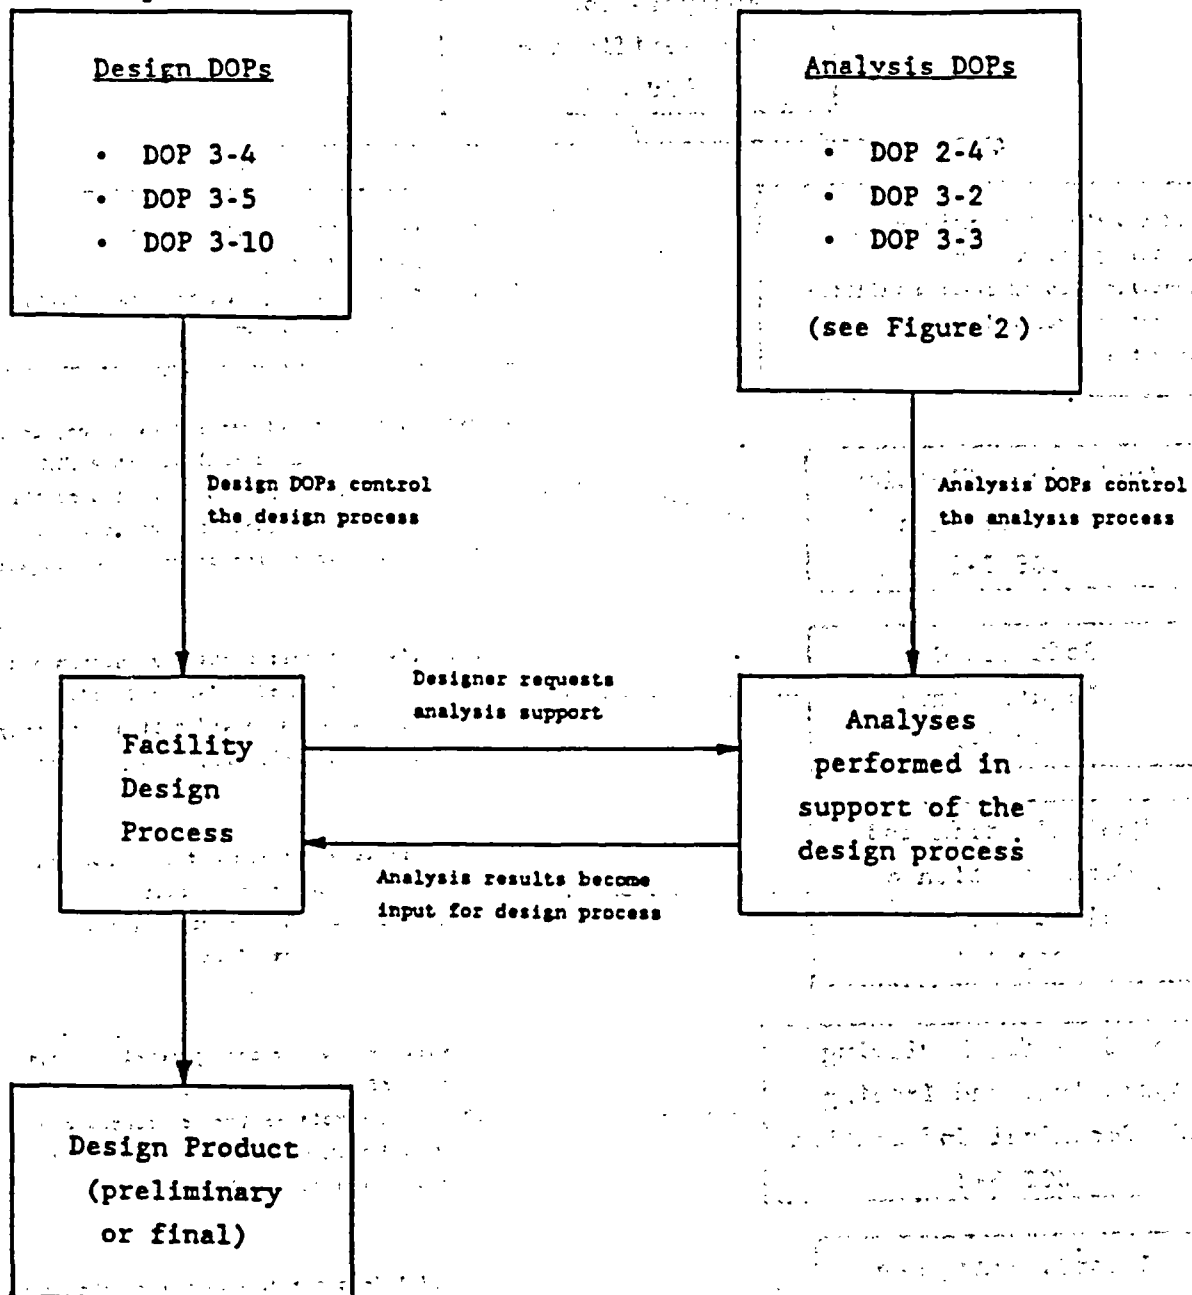 Design DOPs
• DOP 3-4
• DOP 3-5
• DOP 3-10
Analysis DOPs
• DOP 2-4
• DOP 3-2
• DOP 3-3
(see Figure 2)
Design DOPs control
the design process
Analysis DOPs control
the analysis process
Facility
Design
Process
Designer requests
analysis support
Analysis results become
input for design process
Analyses
performed in
support of the
design process
Design Product
(preliminary
or final)